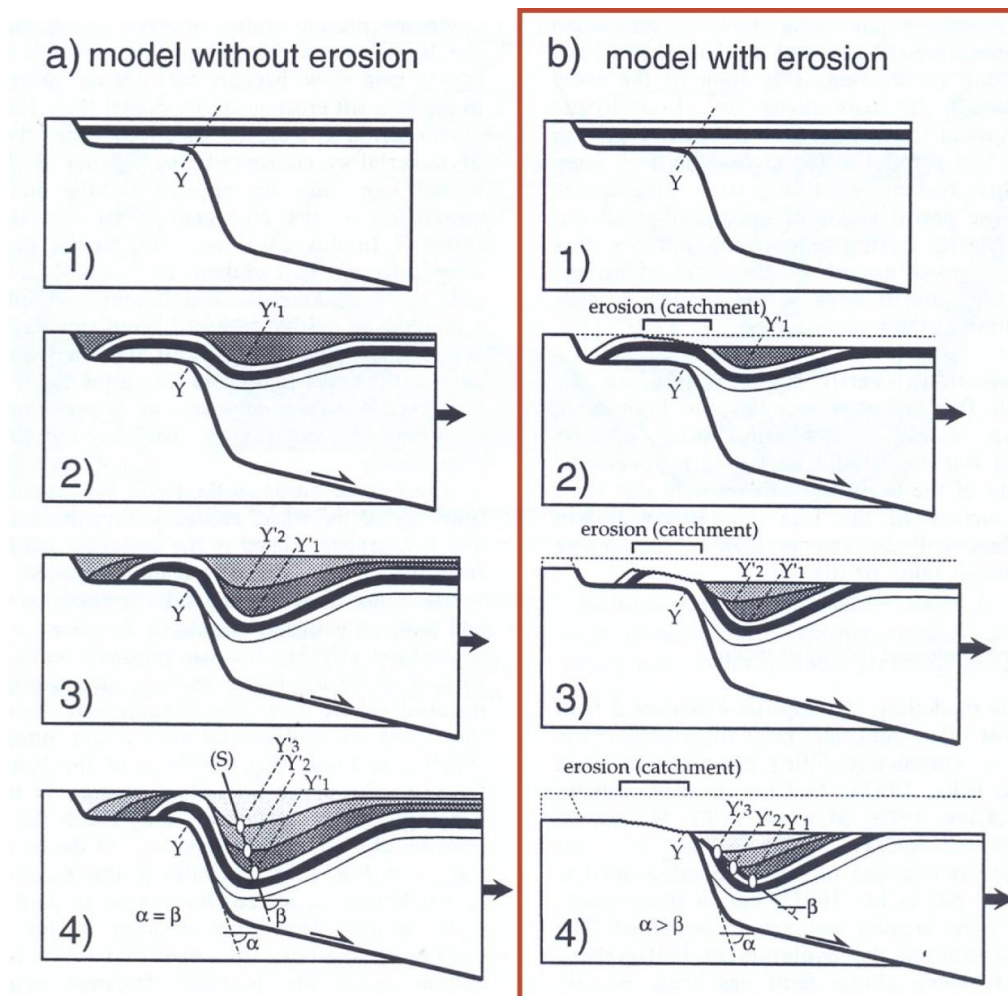 a) model without erosion
Y
1)
Y'1
Y
2)
Y'2
Y'1
Y
3)
(S)
Y'3
Y'2
Y'1
Y
α = β
β
α
4)
b) model with erosion
Y
1)
erosion (catchment)
Y'1
Y
2)
erosion (catchment)
Y'2
Y'1
Y
3)
erosion (catchment)
Y'3
Y'2
Y'1
Y
α > β
β
α
4)